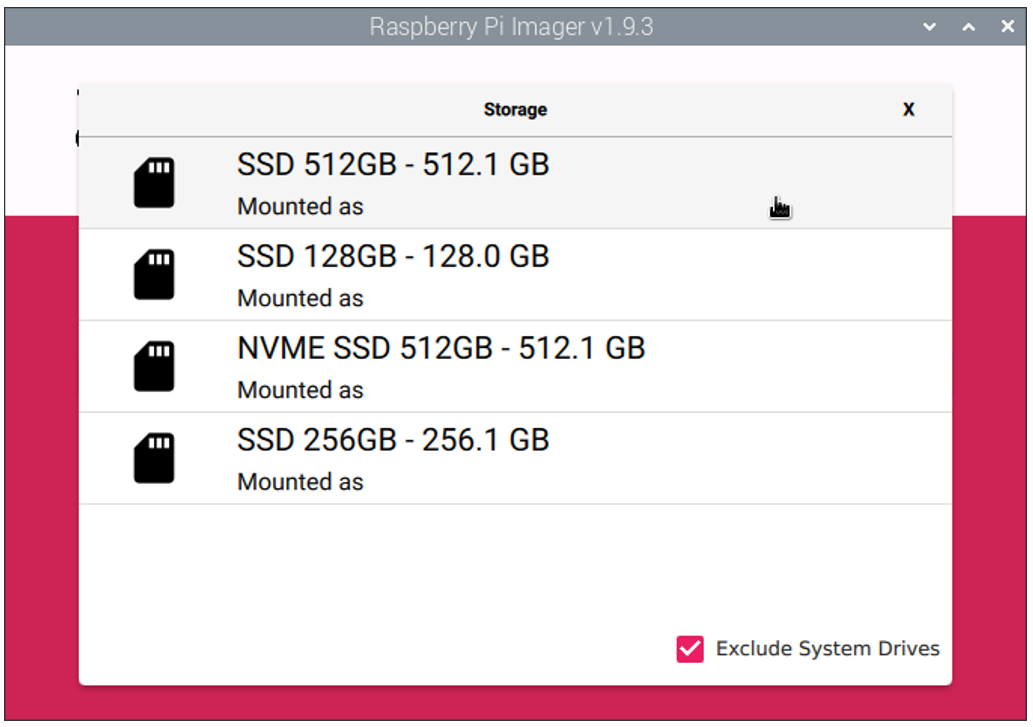 Raspberry Pi Imager v1.9.3
Storage
X
SSD 512GB - 512.1 GB
Mounted as
SSD 128GB - 128.0 GB
Mounted as
NVME SSD 512GB - 512.1 GB
Mounted as
SSD 256GB - 256.1 GB
Mounted as
Exclude System Drives